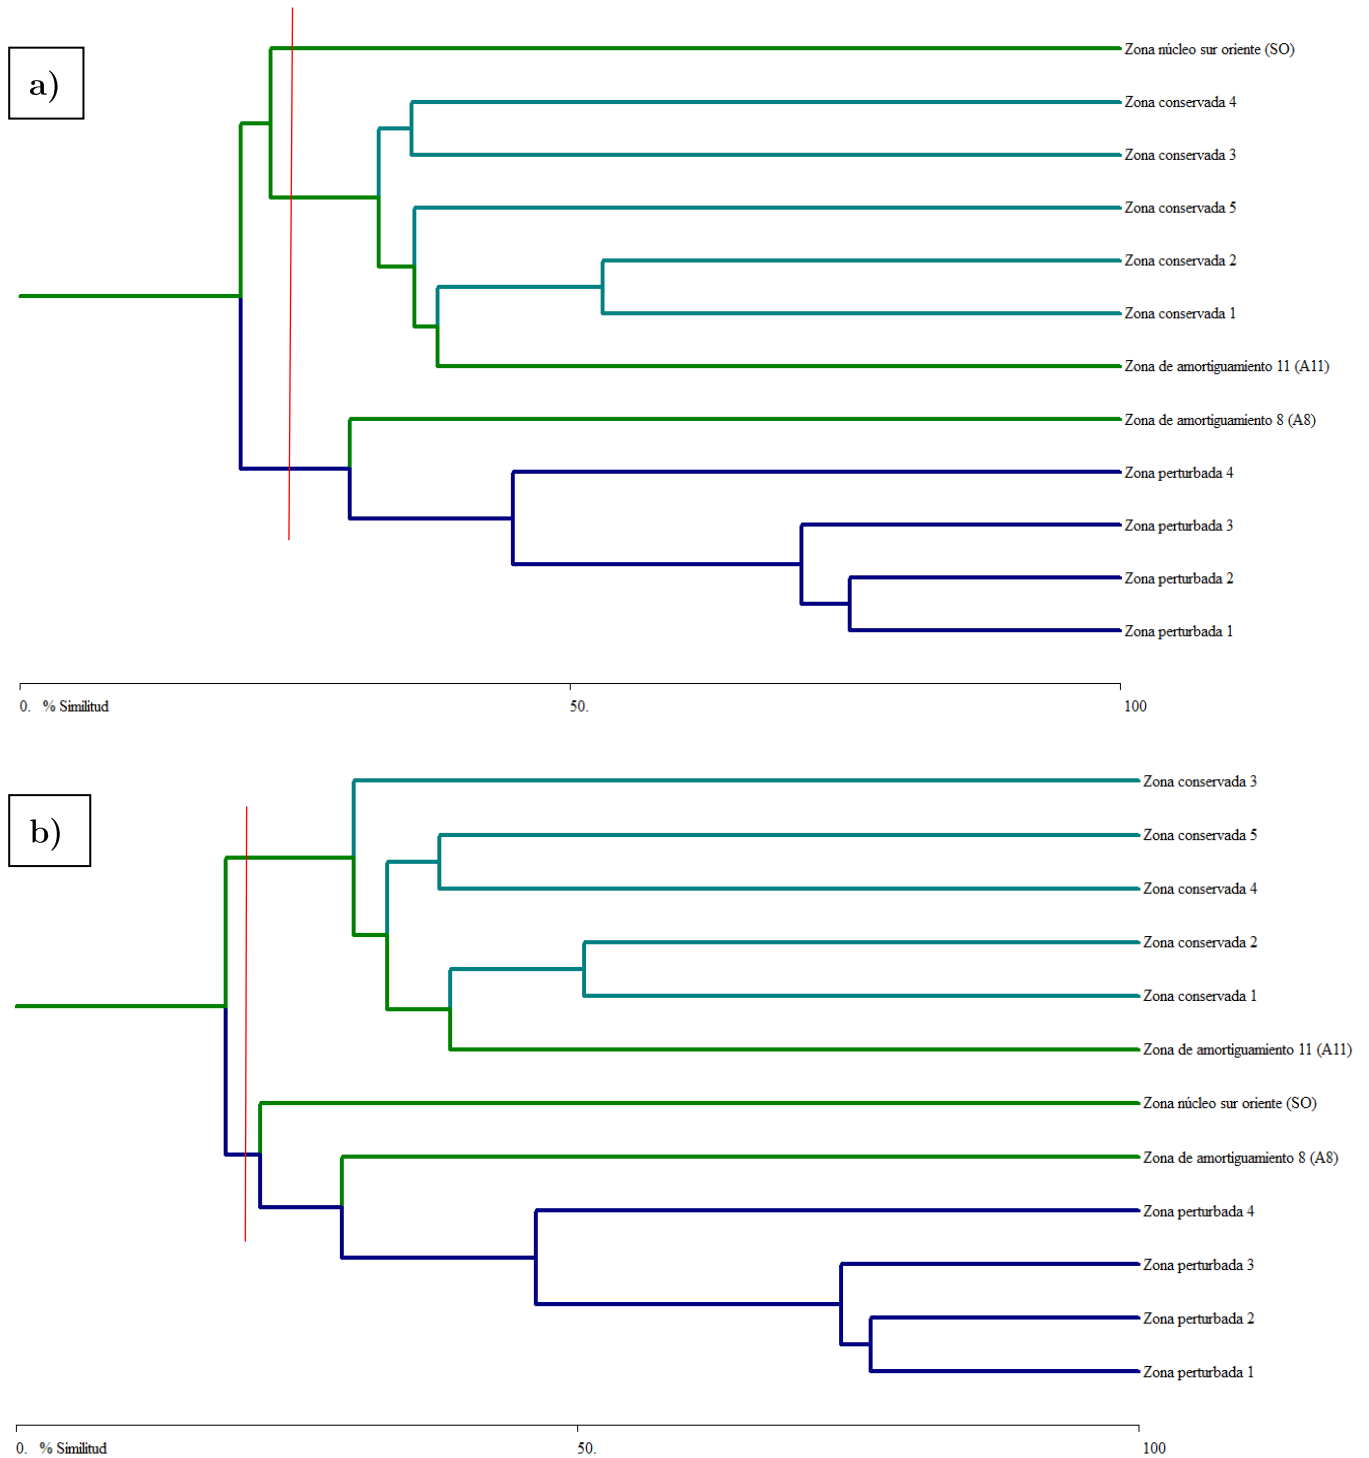 a)
Zona núcleo sur oriente (SO)
Zona conservada 4
Zona conservada 3
Zona conservada 5
Zona conservada 2
Zona conservada 1
Zona de amortiguamiento 11 (A11)
Zona de amortiguamiento 8 (A8)
Zona perturbada 4
Zona perturbada 3
Zona perturbada 2
Zona perturbada 1
0. % Similitud 50. 100
b)
Zona conservada 3
Zona conservada 5
Zona conservada 4
Zona conservada 2
Zona conservada 1
Zona de amortiguamiento 11 (A11)
Zona núcleo sur oriente (SO)
Zona de amortiguamiento 8 (A8)
Zona perturbada 4
Zona perturbada 3
Zona perturbada 2
Zona perturbada 1
0. % Similitud 50. 100